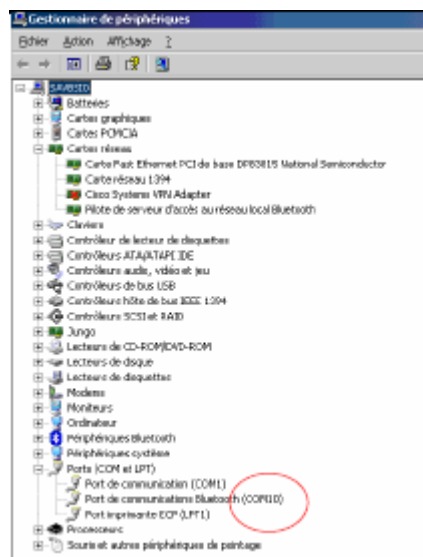 Gestionnaire de périphériques
Fichier Action Affichage ?
SAVBSID
Batteries
Cartes graphiques
Cartes PCMCIA
Cartes réseau
Carte Fast Ethernet PCI de base DP83815 National Semiconductor
Carte réseau 1394
Cisco Systems VPN Adapter
Pilote de serveur d'accès au réseau local Bluetooth
Claviers
Contrôleur de lecteur de disquettes
Contrôleurs ATA/ATAPI IDE
Contrôleurs audio, vidéo et jeu
Contrôleurs de bus USB
Contrôleurs hôte de bus IEEE 1394
Contrôleurs SCSI et RAID
Jungo
Lecteurs de CD-ROM/DVD-ROM
Lecteurs de disque
Lecteurs de disquettes
Modems
Moniteurs
Ordinateur
Périphériques Bluetooth
Périphériques système
Ports (COM et LPT)
Port de communication (COM1)
Port de communications Bluetooth (COM10)
Port imprimante ECP (LPT1)
Processeurs
Souris et autres périphériques de pointage